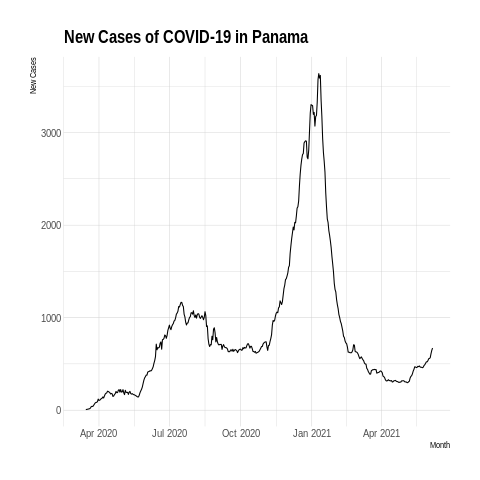 New Cases of COVID-19 in Panama
New Cases
3000
2000
1000
0
Apr 2020 Jul 2020 Oct 2020 Jan 2021 Apr 2021
Month